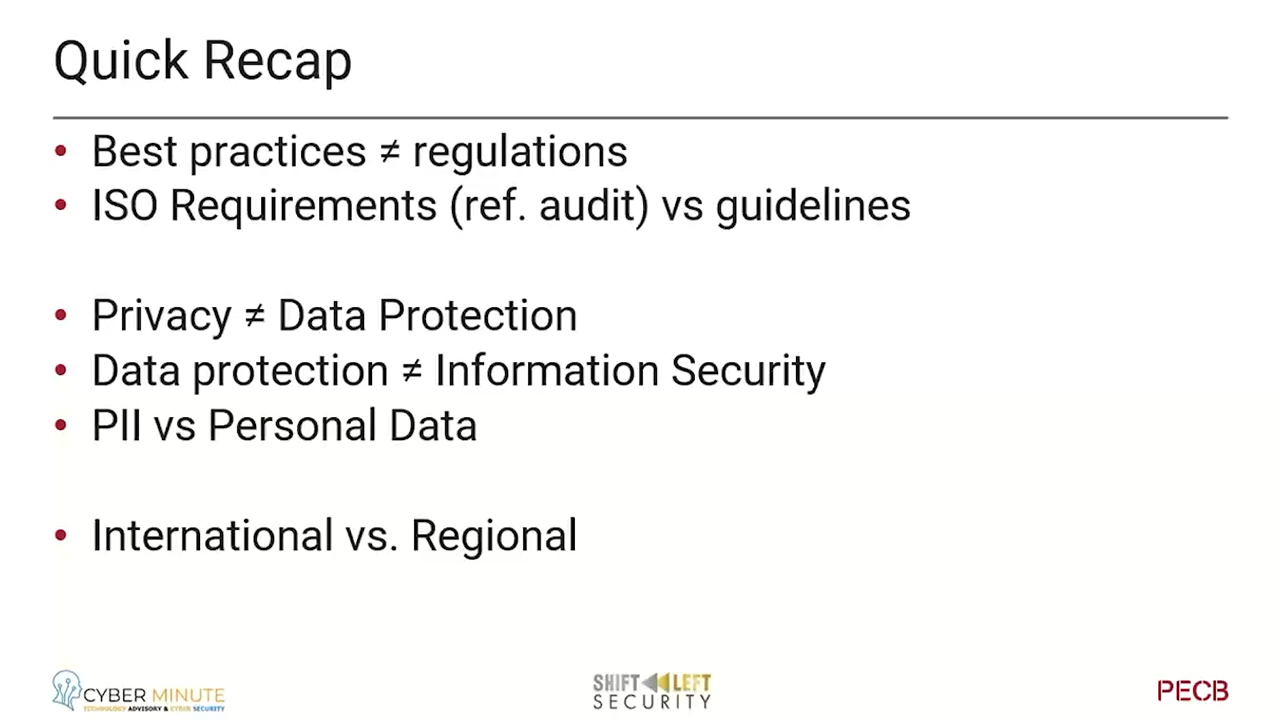 Quick Recap
• Best practices ≠ regulations
• ISO Requirements (ref. audit) vs guidelines
• Privacy ≠ Data Protection
• Data protection ≠ Information Security
• PII vs Personal Data
• International vs. Regional
CYBER MINUTE
TECHNOLOGY ADVISORY & CYBER SECURITY
SHIFT LEFT
SECURITY
PECB